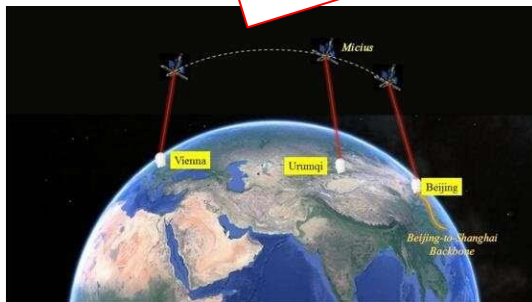 Micius
Vienna
Urumqi
Beijing
Beijing-to-Shanghai
Backbone